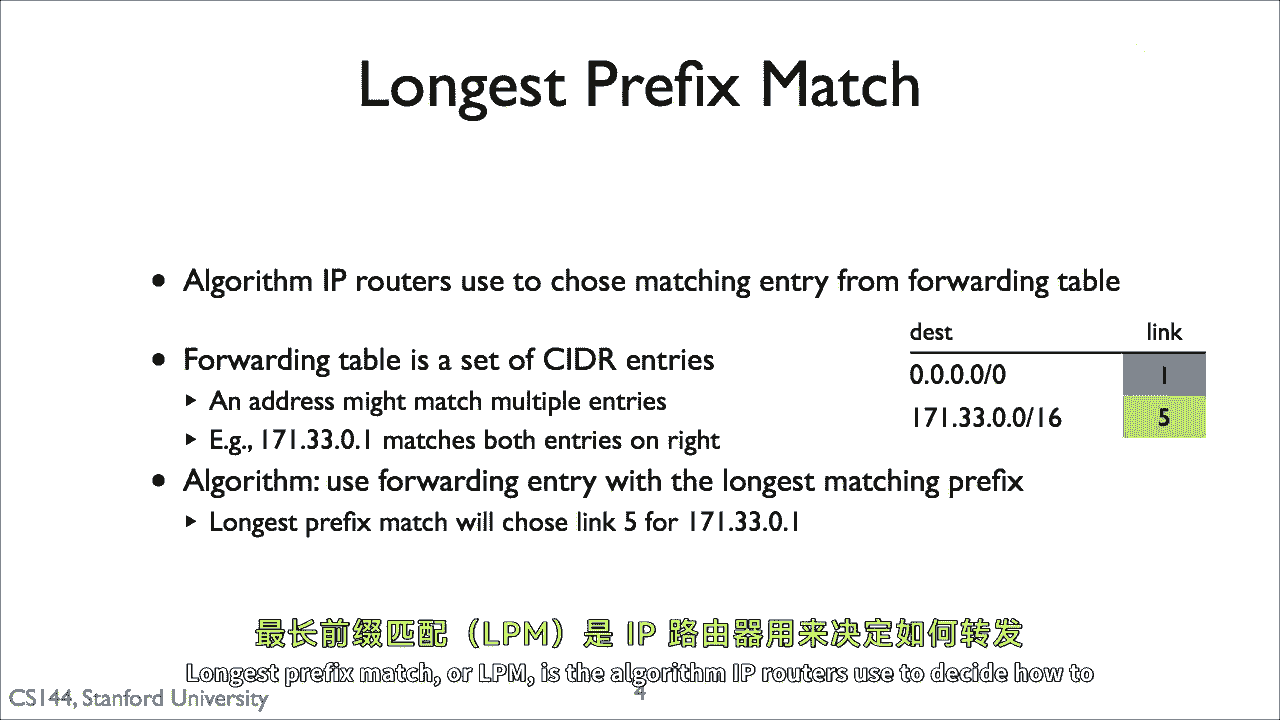 Longest Prefix Match
• Algorithm IP routers use to chose matching entry from forwarding table
• Forwarding table is a set of CIDR entries
▸ An address might match multiple entries
▸ E.g., 171.33.0.1 matches both entries on right
dest link
0.0.0.0/0 1
171.33.0.0/16 5
• Algorithm: use forwarding entry with the longest matching prefix
▸ Longest prefix match will chose link 5 for 171.33.0.1
最长前缀匹配（LPM）是 IP 路由器用来决定如何转发
Longest prefix match, or LPM, is the algorithm IP routers use to decide how to
CS144, Stanford University
4